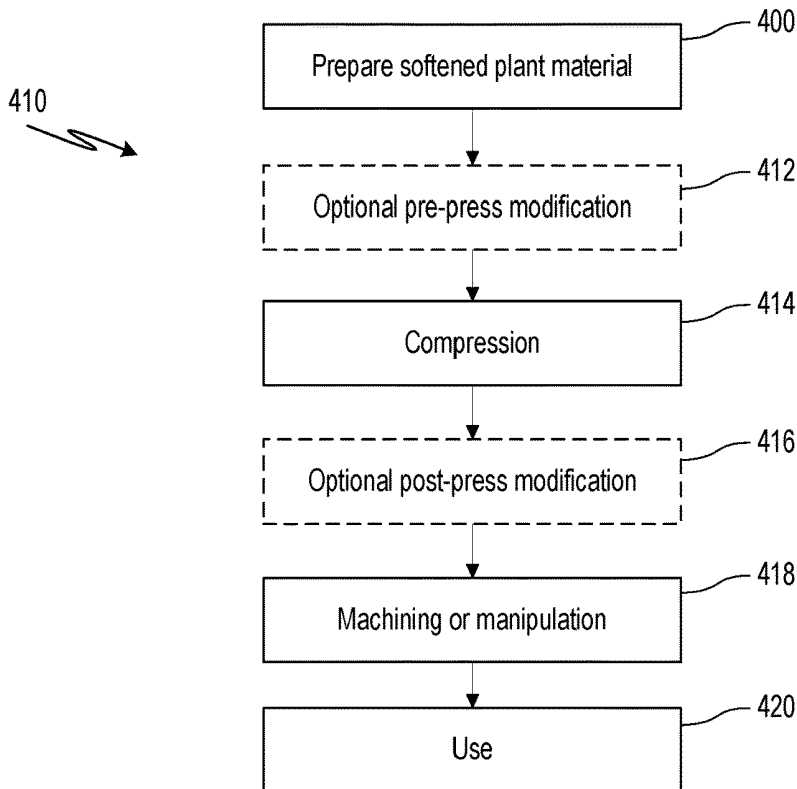 400
Prepare softened plant material
410
412
Optional pre-press modification
414
Compression
416
Optional post-press modification
418
Machining or manipulation
420
Use